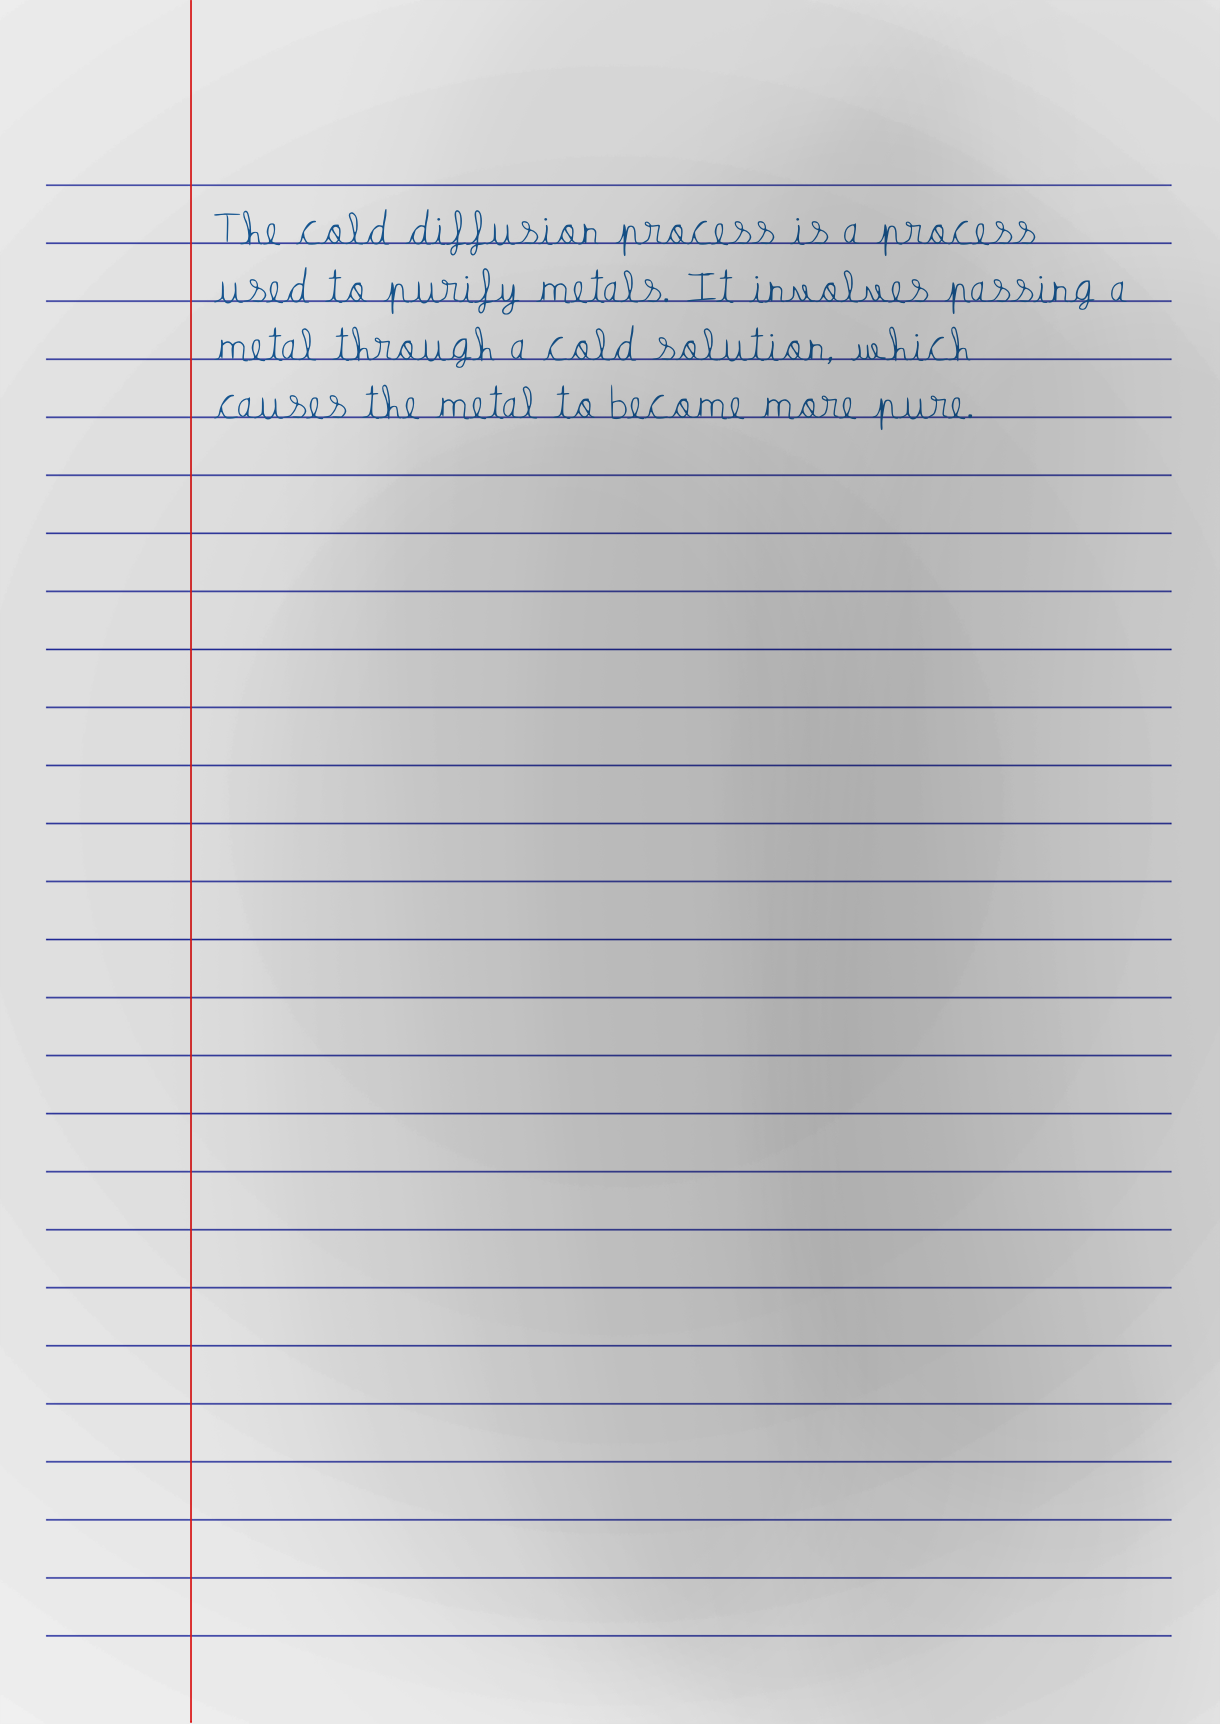 The cold diffusion process is a process
used to purify metals. It involves passing a
metal through a cold solution, which
causes the metal to become more pure.